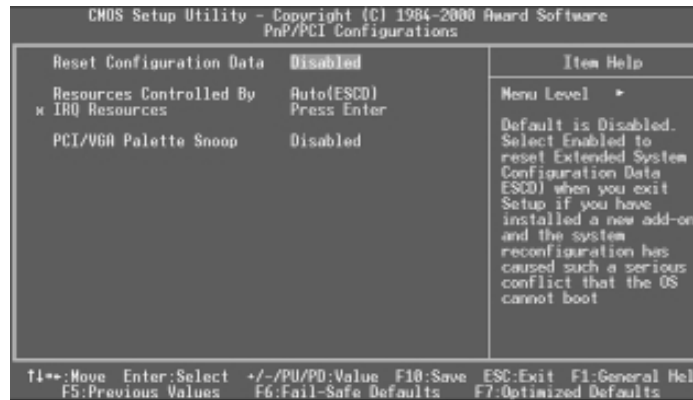 CMOS Setup Utility - Copyright (C) 1984-2000 Award Software
PnP/PCI Configurations
Reset Configuration Data Disabled
Resources Controlled By Auto(ESCD)
x IRQ Resources Press Enter
PCI/VGA Palette Snoop Disabled
Item Help
Menu Level ►
Default is Disabled.
Select Enabled to
reset Extended System
Configuration Data
ESCD) when you exit
Setup if you have
installed a new add-on
and the system
reconfiguration has
caused such a serious
conflict that the OS
cannot boot
↑↓→←:Move Enter:Select +/-/PU/PD:Value F10:Save ESC:Exit F1:General Hel
F5:Previous Values F6:Fail-Safe Defaults F7:Optimized Defaults